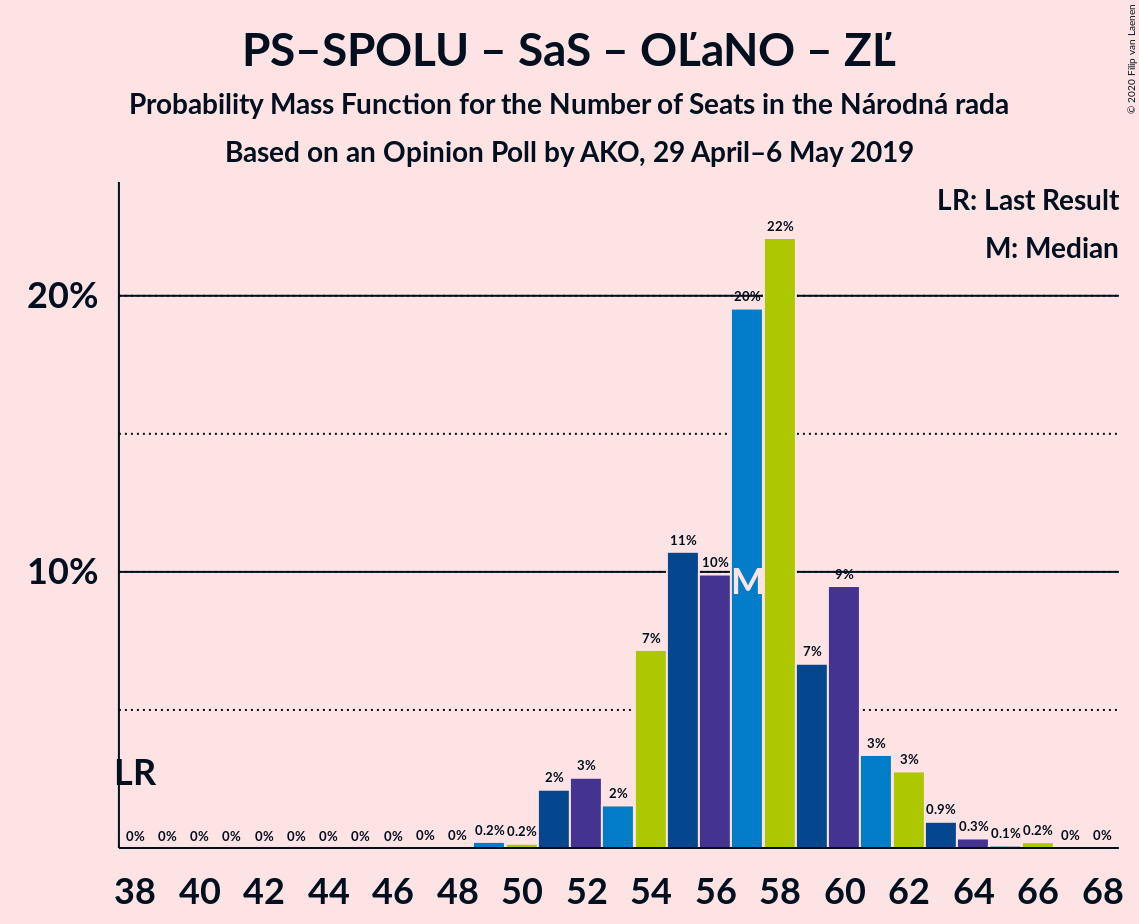 PS–SPOLU – SaS – OĽaNO – ZĽ
Probability Mass Function for the Number of Seats in the Národná rada
Based on an Opinion Poll by AKO, 29 April–6 May 2019
© 2020 Filip van Laenen
LR: Last Result
M: Median
20%
10%
LR
M
0% 0% 0% 0% 0% 0% 0% 0% 0% 0% 0% 0.2% 0.2% 2% 3% 2% 7% 11% 10% 20% 22% 7% 9% 3% 3% 0.9% 0.3% 0.1% 0.2% 0% 0%
38 40 42 44 46 48 50 52 54 56 58 60 62 64 66 68